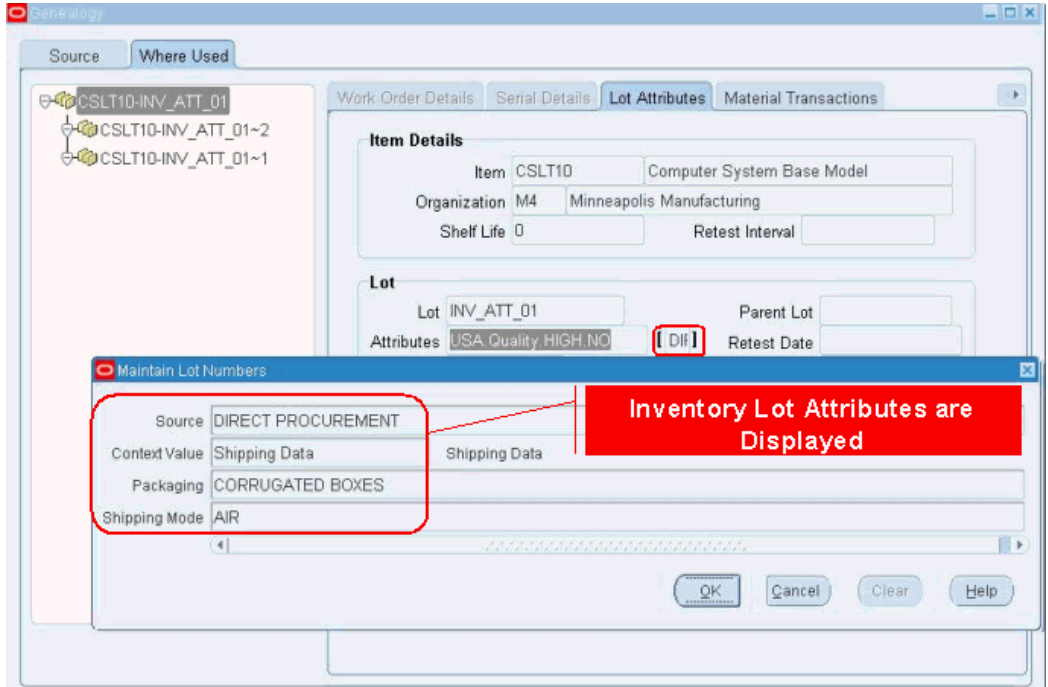 Genealogy
Source Where Used
CSLT10-INV_ATT_01
CSLT10-INV_ATT_01~2
CSLT10-INV_ATT_01~1
Work Order Details Serial Details Lot Attributes Material Transactions
Item Details
Item CSLT10 Computer System Base Model
Organization M4 Minneapolis Manufacturing
Shelf Life 0 Retest Interval
Lot
Lot INV_ATT_01 Parent Lot
Attributes USA.Quality.HIGH.NO [ DIF ] Retest Date
Maintain Lot Numbers
Inventory Lot Attributes are
Displayed
Source DIRECT PROCUREMENT
Context Value Shipping Data Shipping Data
Packaging CORRUGATED BOXES
Shipping Mode AIR
OK Cancel Clear Help